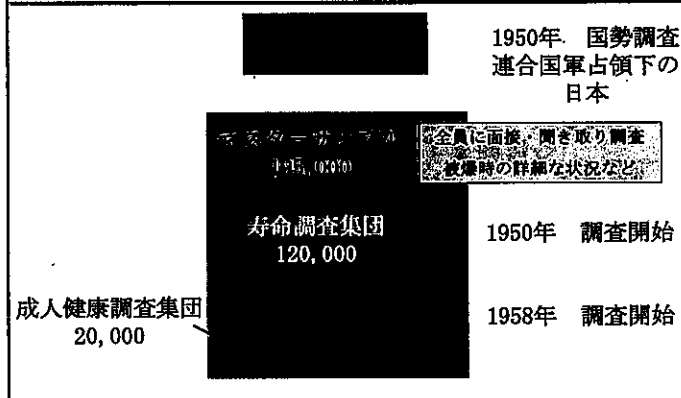 1950年 国勢調査
連合国軍占領下の
日本
全員に面接・聞き取り調査
被爆時の詳細な状況など
寿命調査集団
120,000
1950年 調査開始
成人健康調査集団
20,000
1958年 調査開始